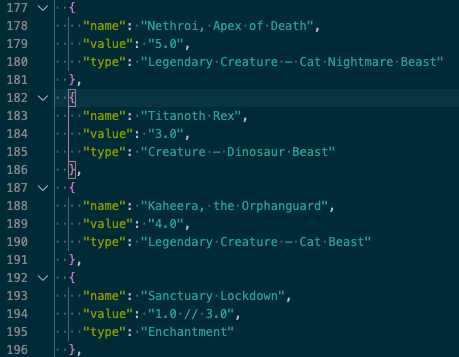 177 {
178 "name": "Nethroi, Apex of Death",
179 "value": "5.0",
180 "type": "Legendary Creature — Cat Nightmare Beast"
181 },
182 {
183 "name": "Titanoth Rex",
184 "value": "3.0",
185 "type": "Creature — Dinosaur Beast"
186 },
187 {
188 "name": "Kaheera, the Orphanguard",
189 "value": "4.0",
190 "type": "Legendary Creature — Cat Beast"
191 },
192 {
193 "name": "Sanctuary Lockdown",
194 "value": "1.0 // 3.0",
195 "type": "Enchantment"
196 },